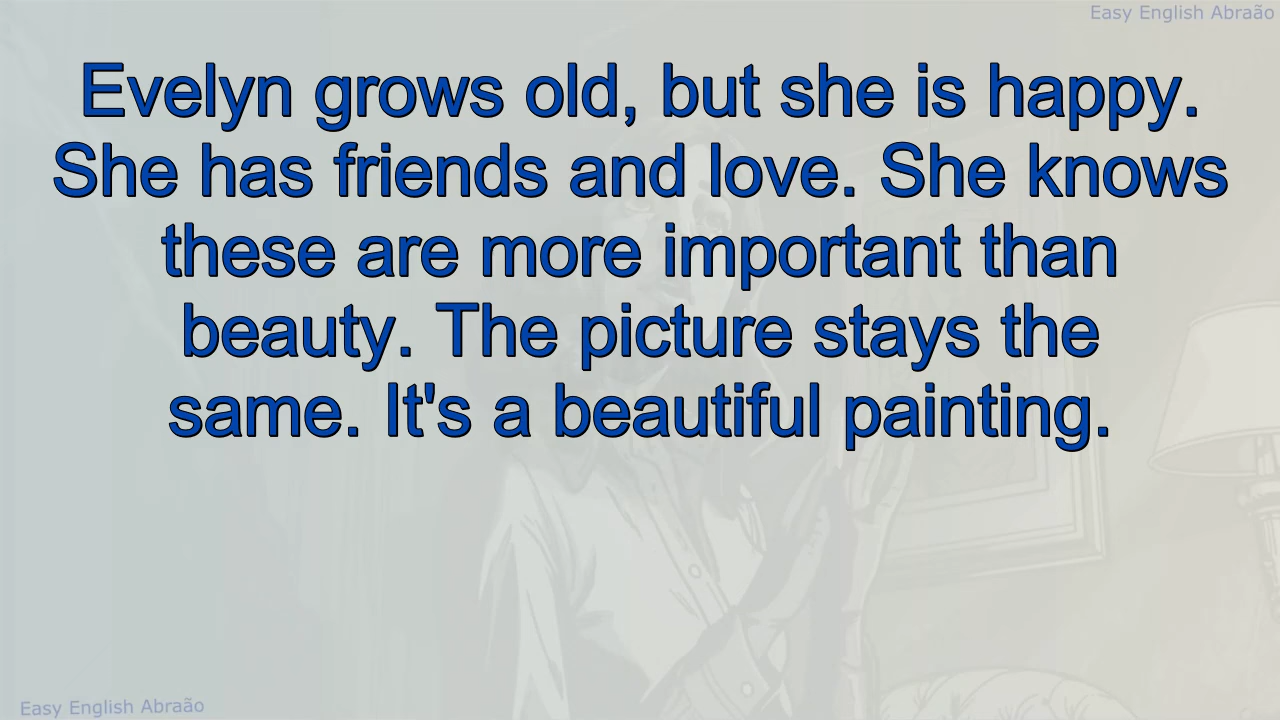 Easy English Abraão
Evelyn grows old, but she is happy.
She has friends and love. She knows
these are more important than
beauty. The picture stays the
same. It's a beautiful painting.
Easy English Abraão